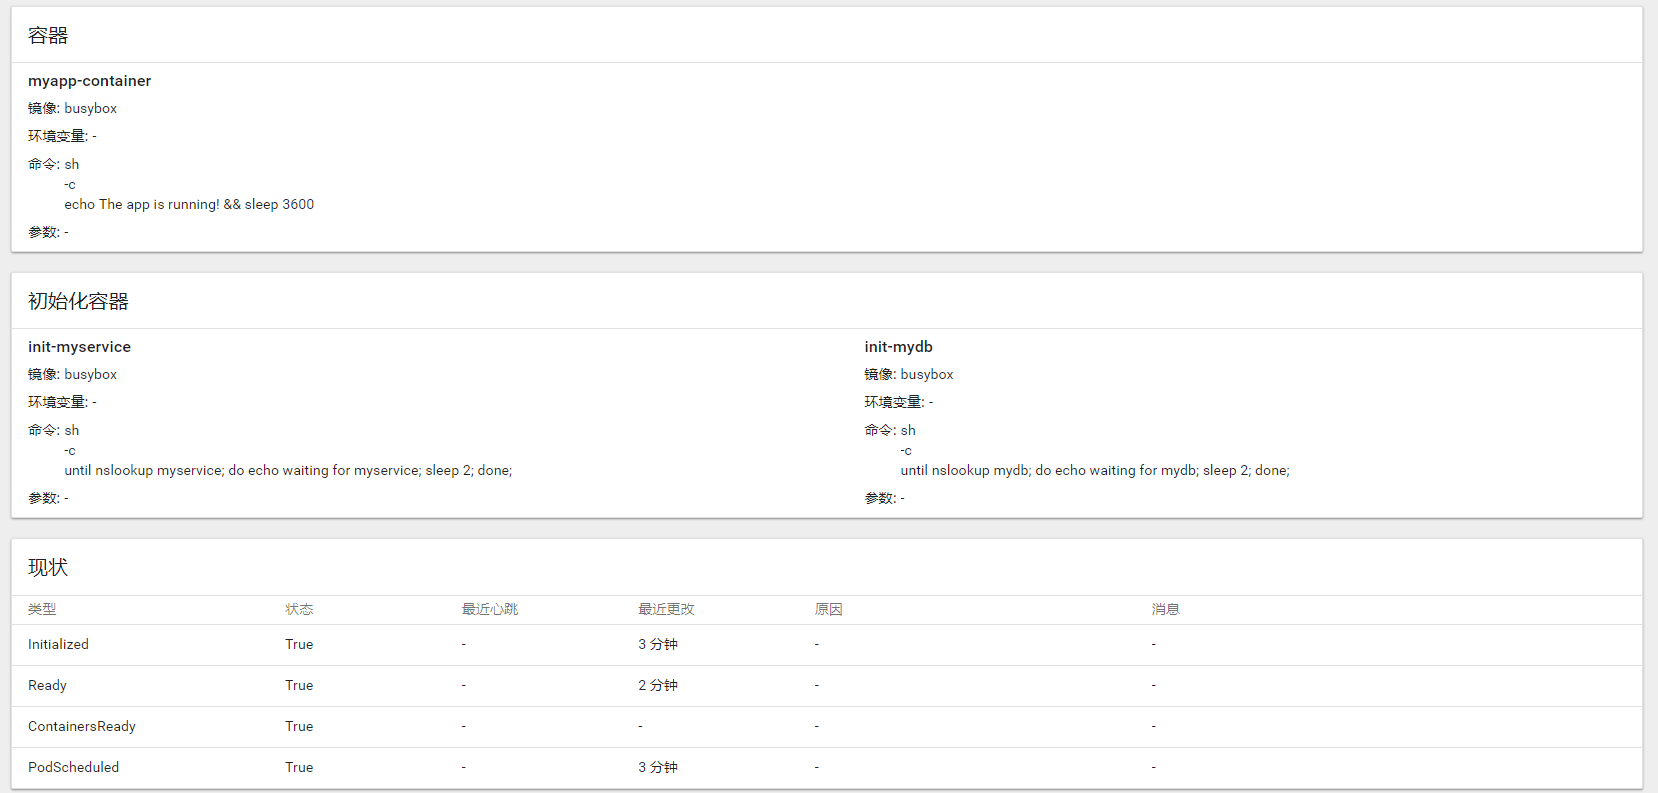 容器
myapp-container
镜像: busybox
环境变量: -
命令: sh
-c
echo The app is running! && sleep 3600
参数: -
初始化容器
init-myservice
镜像: busybox
环境变量: -
命令: sh
-c
until nslookup myservice; do echo waiting for myservice; sleep 2; done;
参数: -
init-mydb
镜像: busybox
环境变量: -
命令: sh
-c
until nslookup mydb; do echo waiting for mydb; sleep 2; done;
参数: -
现状
类型 状态 最近心跳 最近更改 原因 消息
Initialized True - 3 分钟 - -
Ready True - 2 分钟 - -
ContainersReady True - - - -
PodScheduled True - 3 分钟 - -